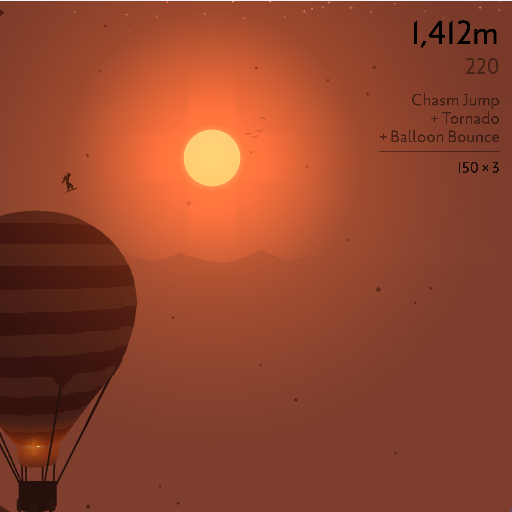 1,412m
220
Chasm Jump
+ Tornado
+ Balloon Bounce
150 × 3